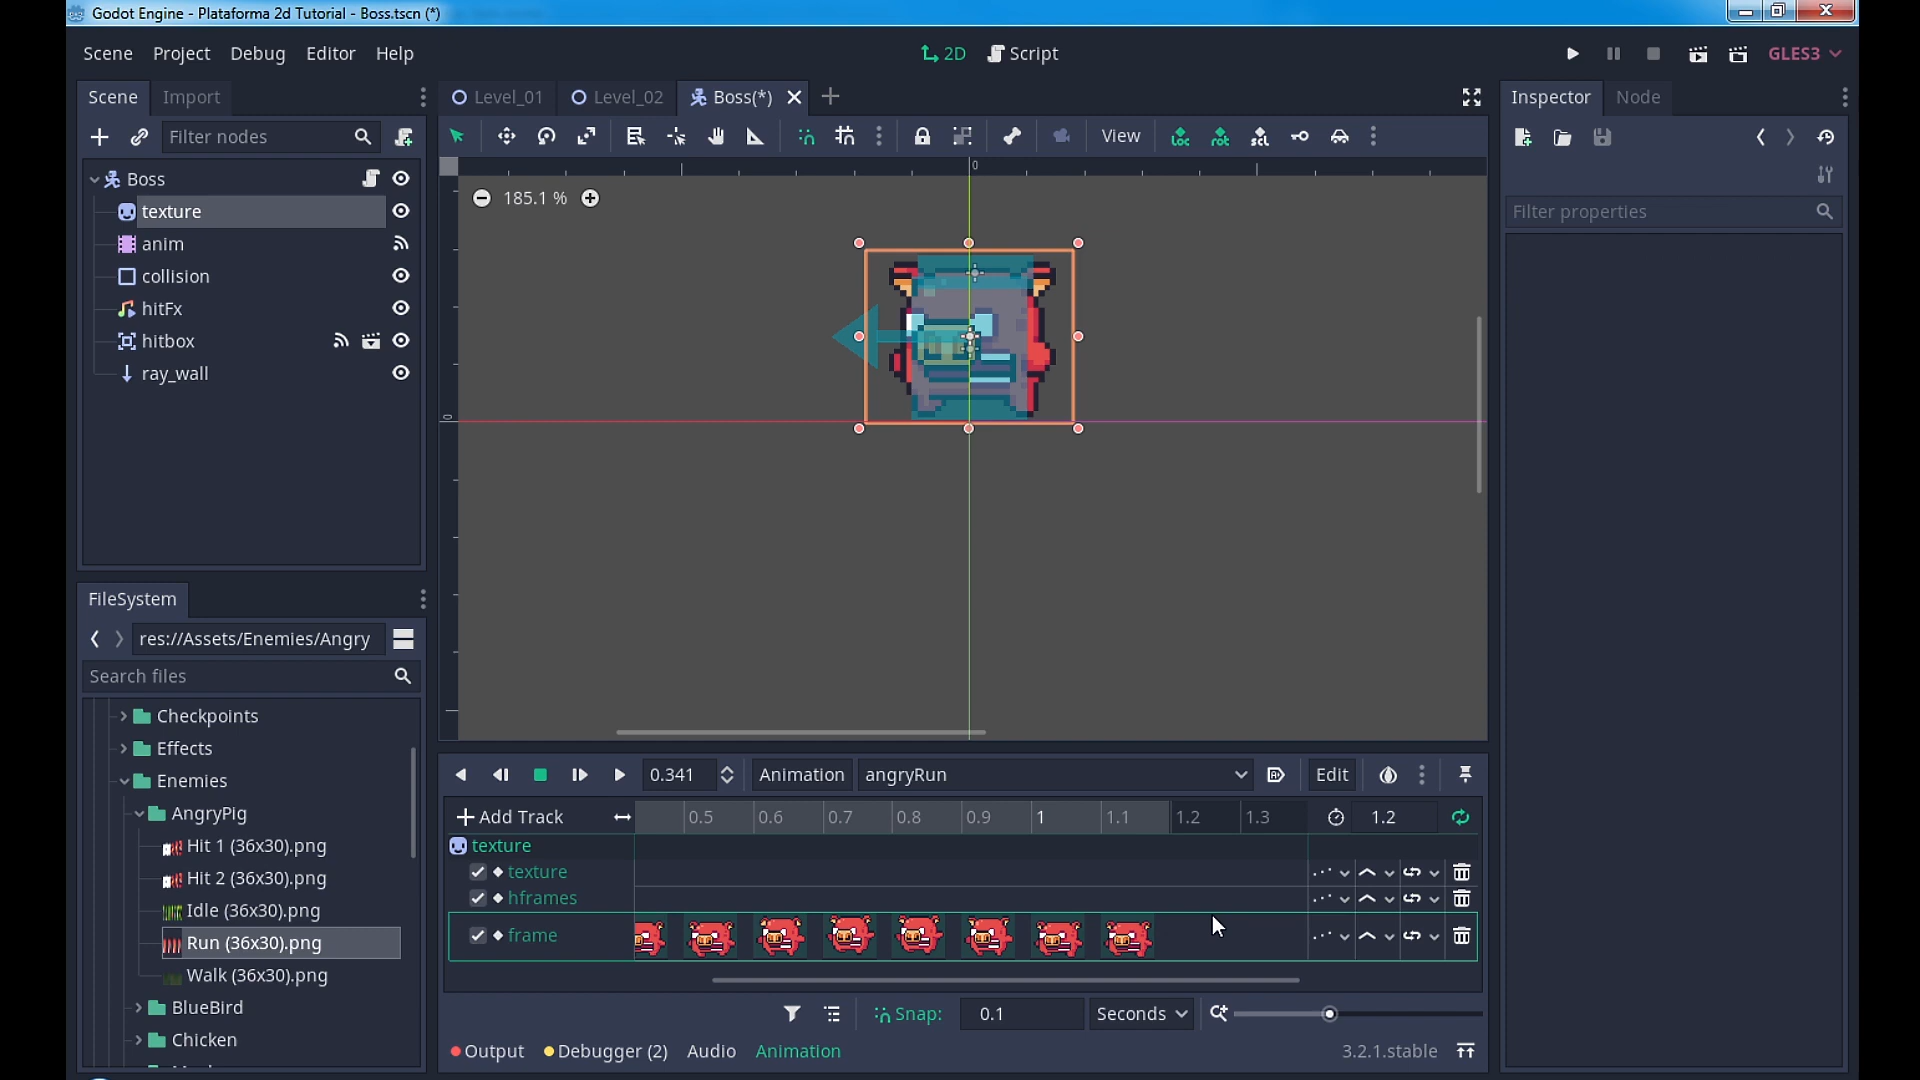 Godot Engine - Plataforma 2d Tutorial - Boss.tscn (*)
Scene Project Debug Editor Help
2D Script
GLES3
Scene Import
Level_01 Level_02 Boss(*)
Inspector Node
Filter nodes
View
LOC ROT SCL
Boss
0
texture
185.1 %
Filter properties
anim
collision
hitFx
hitbox
ray_wall
0
FileSystem
res://Assets/Enemies/Angry
Search files
Checkpoints
Effects
Enemies
AngryPig
Hit 1 (36x30).png
Hit 2 (36x30).png
Idle (36x30).png
Run (36x30).png
Walk (36x30).png
BlueBird
Chicken
0.341 Animation angryRun Edit
Add Track 0.5 0.6 0.7 0.8 0.9 1 1.1 1.2 1.3 1.2
texture
texture
hframes
frame
Snap: 0.1 Seconds
Output Debugger (2) Audio Animation 3.2.1.stable